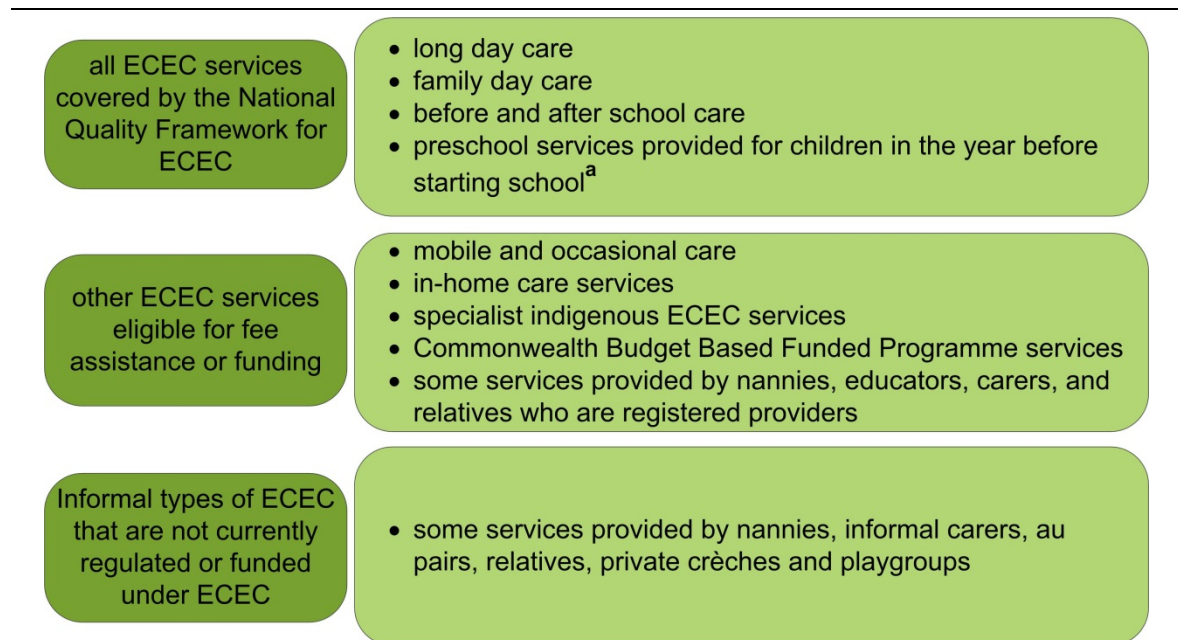 all ECEC services
covered by the National
Quality Framework for
ECEC
• long day care
• family day care
• before and after school care
• preschool services provided for children in the year before
starting schoolª
other ECEC services
eligible for fee
assistance or funding
• mobile and occasional care
• in-home care services
• specialist indigenous ECEC services
• Commonwealth Budget Based Funded Programme services
• some services provided by nannies, educators, carers, and
relatives who are registered providers
Informal types of ECEC
that are not currently
regulated or funded
under ECEC
• some services provided by nannies, informal carers, au
pairs, relatives, private crèches and playgroups